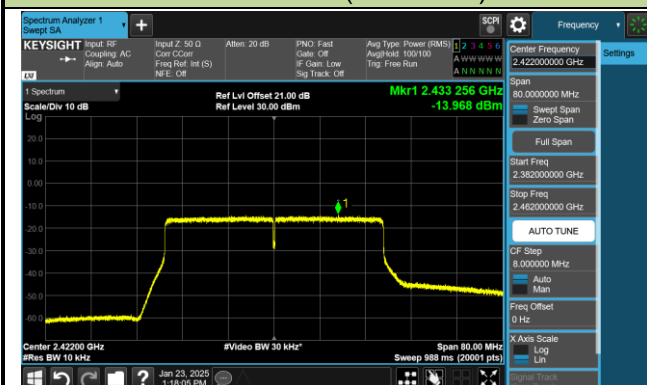 Spectrum Analyzer 1
Swept SA
+
SCPI
Frequency
KEYSIGHT
Input: RF
Coupling: AC
Align: Auto
Input Z: 50 Ω
Corr CCorr
Freq Ref: Int (S)
NFE: Off
Atten: 20 dB
PNO: Fast
Gate: Off
IF Gain: Low
Sig Track: Off
Avg Type: Power (RMS)
Avg|Hold: 100/100
Trig: Free Run
1 2 3 4 5 6
A W W W W W
A N N N N N
LXI
1 Spectrum
Scale/Div 10 dB
Log
Ref Lvl Offset 21.00 dB
Ref Level 30.00 dBm
Mkr1 2.433 256 GHz
-13.968 dBm
20.0
10.0
0.00
-10.0
-20.0
-30.0
-40.0
-50.0
-60.0
1
Center 2.42200 GHz
#Res BW 10 kHz
#Video BW 30 kHz*
Span 80.00 MHz
Sweep 988 ms (20001 pts)
Jan 23, 2025
1:18:05 PM
?
Center Frequency
2.422000000 GHz
Settings
Span
80.0000000 MHz
Swept Span
Zero Span
Full Span
Start Freq
2.382000000 GHz
Stop Freq
2.462000000 GHz
AUTO TUNE
CF Step
8.000000 MHz
Auto
Man
Freq Offset
0 Hz
X Axis Scale
Log
Lin
Signal Track